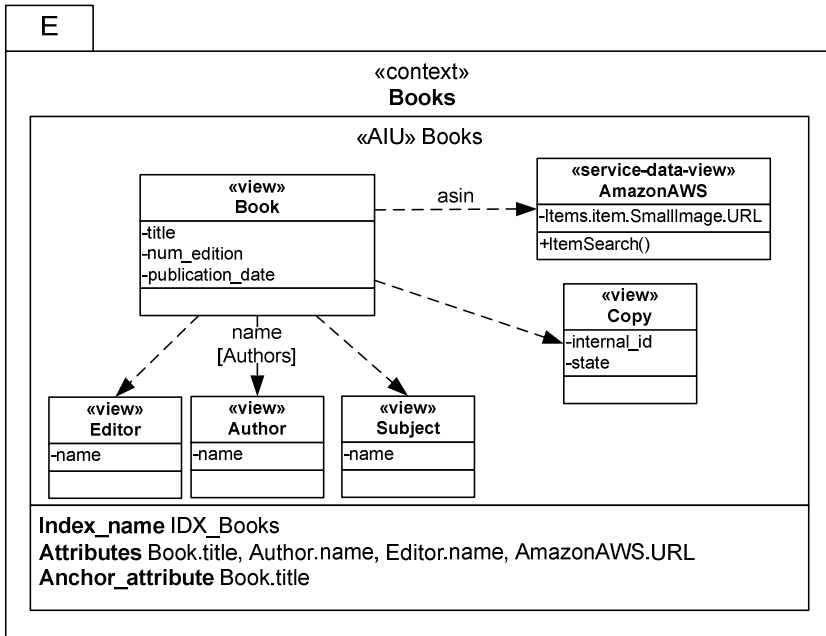 E
«context»
Books
«AIU» Books
«view»
Book
-title
-num_edition
-publication_date
asin
«service-data-view»
AmazonAWS
-Items.item.SmallImage.URL
+ItemSearch()
«view»
Copy
-internal_id
-state
name
[Authors]
«view»
Editor
-name
«view»
Author
-name
«view»
Subject
-name
Index_name IDX_Books
Attributes Book.title, Author.name, Editor.name, AmazonAWS.URL
Anchor_attribute Book.title